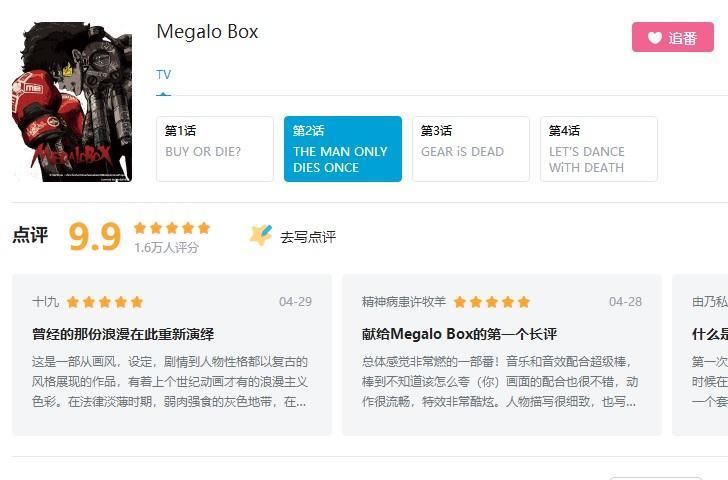 Megalo Box
追番
TV
第1话
BUY OR DIE?
第2话
THE MAN ONLY
DIES ONCE
第3话
GEAR iS DEAD
第4话
LET'S DANCE
WiTH DEATH
MEGALOBOX
点评
9.9
1.6万人评分
去写点评
十l九
04-29
曾经的那份浪漫在此重新演绎
这是一部从画风，设定，剧情到人物性格都以复古的
风格展现的作品，有着上个世纪动画才有的浪漫主义
色彩。在法律淡薄时期，弱肉强食的灰色地带，在...
精神病患许牧羊
04-28
献给Megalo Box的第一个长评
总体感觉非常燃的一部番！音乐和音效配合超级棒，
棒到不知道该怎么夸（你）画面的配合也很不错，动
作很流畅，特效非常酷炫。人物描写很细致，也写...
由乃私
什么是
第一次
时候在
一个套